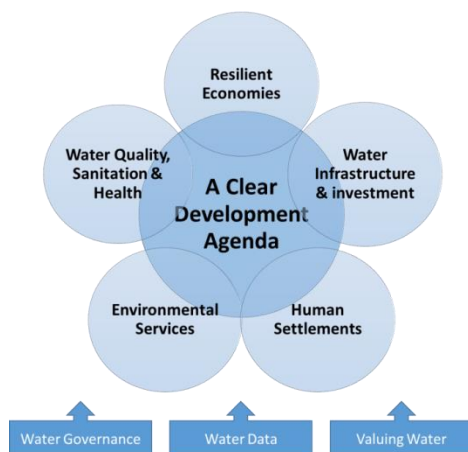 Resilient
Economies
Water Quality,
Sanitation &
Health
Water
Infrastructure
& investment
A Clear
Development
Agenda
Environmental
Services
Human
Settlements
Water Governance
Water Data
Valuing Water